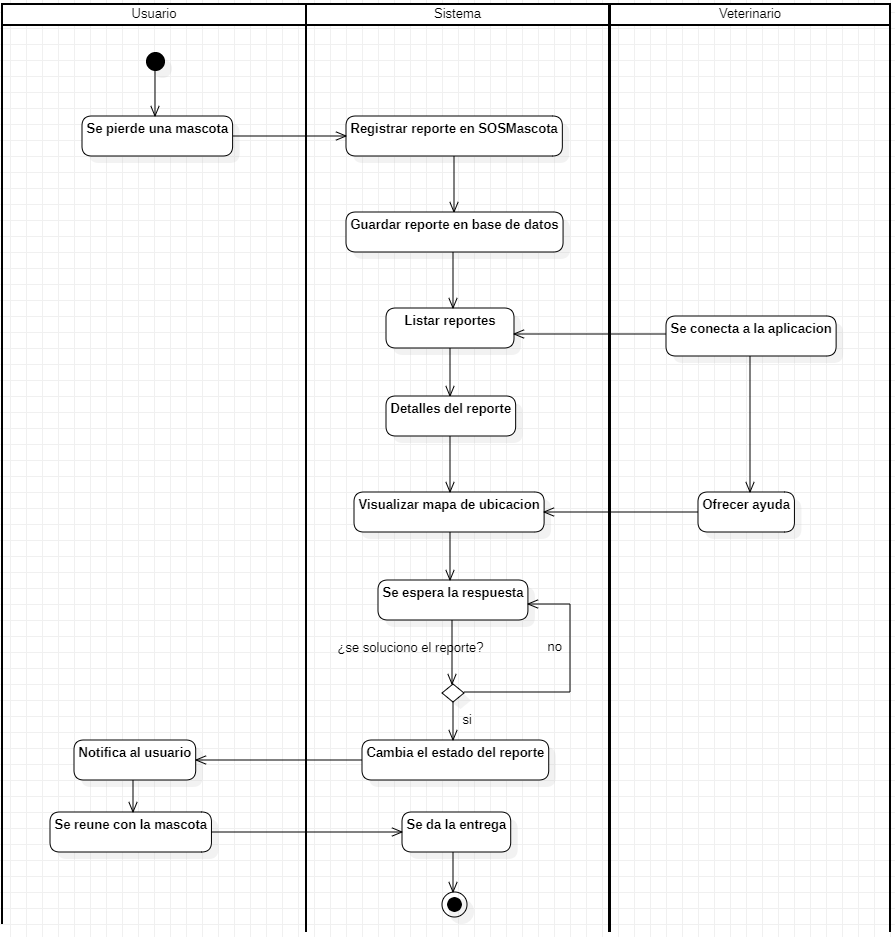 Usuario
Sistema
Veterinario
Se pierde una mascota
Registrar reporte en SOSMascota
Guardar reporte en base de datos
Listar reportes
Se conecta a la aplicacion
Detalles del reporte
Visualizar mapa de ubicacion
Ofrecer ayuda
Se espera la respuesta
¿se soluciono el reporte?
no
si
Notifica al usuario
Cambia el estado del reporte
Se reune con la mascota
Se da la entrega